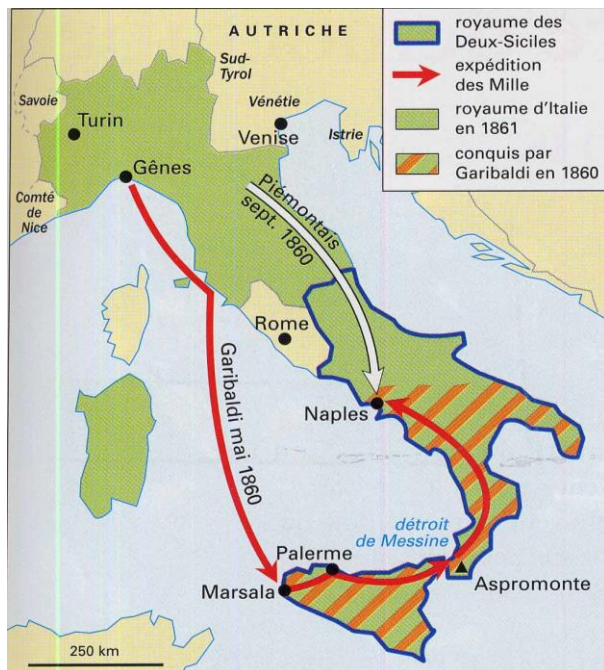 AUTRICHE
Sud-
Tyrol
Savoie
Turin
Vénétie
Venise
Istrie
Gênes
Comté
de
Nice
Piémontais
sept. 1860
Rome
Garibaldi mai 1860
Naples
détroit
de Messine
Palerme
Marsala
Aspromonte
250 km
royaume des
Deux-Siciles
expédition
des Mille
royaume d'Italie
en 1861
conquis par
Garibaldi en 1860